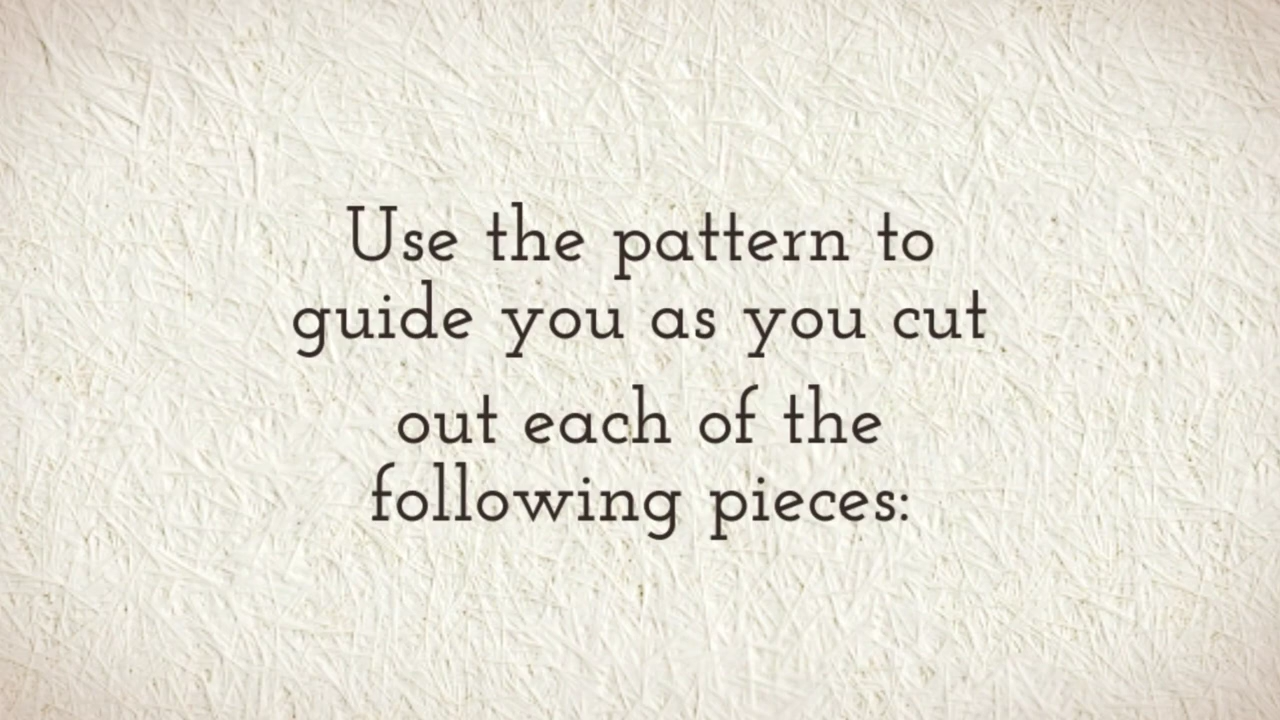 Use the pattern to
guide you as you cut
out each of the
following pieces: